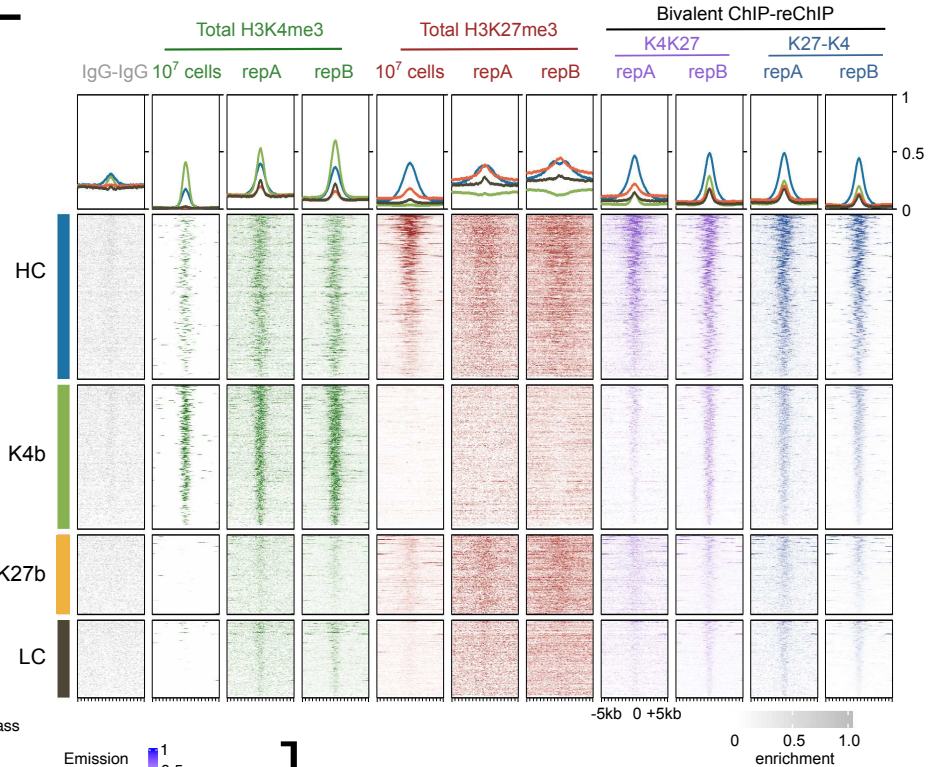 Bivalent ChIP-reChIP
Total H3K4me3 Total H3K27me3
K4K27 K27-K4
IgG-IgG 10⁷ cells repA repB 10⁷ cells repA repB repA repB repA repB
1
0.5
0
HC
K4b
K27b
LC
-5kb 0 +5kb
ass
0 0.5 1.0
enrichment
Emission 1